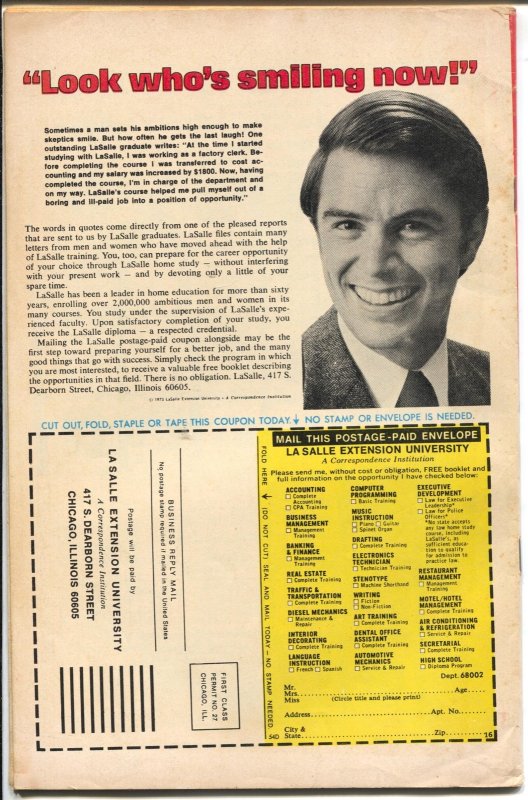 “Look who’s smiling now!”
Sometimes a man sets his ambitions high enough to make
skeptics smile. But how often he gets the last laugh! One
outstanding LaSalle graduate writes: "At the time I started
studying with LaSalle, I was working as a factory clerk. Be-
fore completing the course I was transferred to cost ac-
counting and my salary was increased by $1800. Now, having
completed the course, I'm in charge of the department and
on my way. LaSalle's course helped me pull myself out of a
boring and ill-paid job into a position of opportunity."
The words in quotes come directly from one of the pleased reports
that are sent to us by LaSalle graduates. LaSalle files contain many
letters from men and women who have moved ahead with the help
of LaSalle training. You, too, can prepare for the career opportunity
of your choice through LaSalle home study — without interfering
with your present work — and by devoting only a little of your
spare time.
LaSalle has been a leader in home education for more than sixty
years, enrolling over 2,000,000 ambitious men and women in its
many courses. You study under the supervision of LaSalle's expe-
rienced faculty. Upon satisfactory completion of your study, you
receive the LaSalle diploma — a respected credential.
Mailing the LaSalle postage-paid coupon alongside may be the
first step toward preparing yourself for a better job, and the many
good things that go with success. Simply check the program in which
you are most interested, to receive a valuable free booklet describing
the opportunities in that field. There is no obligation. LaSalle, 417 S.
Dearborn Street, Chicago, Illinois 60605.
© 1975 LaSalle Extension University • A Correspondence Institution
CUT OUT, FOLD, STAPLE OR TAPE THIS COUPON TODAY. ↓ NO STAMP OR ENVELOPE IS NEEDED.
FIRST CLASS
PERMIT NO. 27
CHICAGO, ILL.
BUSINESS REPLY MAIL
No postage stamp required if mailed in the United States
Postage will be paid by
LA SALLE EXTENSION UNIVERSITY
A Correspondence Institution
417 S. DEARBORN STREET
CHICAGO, ILLINOIS 60605
FOLD HERE → (DO NOT CUT) SEAL AND MAIL TODAY — NO STAMP NEEDED
MAIL THIS POSTAGE-PAID ENVELOPE
LA SALLE EXTENSION UNIVERSITY
A Correspondence Institution
Please send me, without cost or obligation, FREE booklet and
full information on the opportunity I have checked below:
ACCOUNTING
□ Complete
Accounting
□ CPA Training
BUSINESS
MANAGEMENT
□ Management
Training
BANKING
& FINANCE
□ Management
Training
REAL ESTATE
□ Complete Training
TRAFFIC &
TRANSPORTATION
□ Complete Training
DIESEL MECHANICS
□ Maintenance &
Repair
INTERIOR
DECORATING
□ Complete Training
LANGUAGE
INSTRUCTION
□ French □ Spanish
COMPUTER
PROGRAMMING
□ Basic Training
MUSIC
INSTRUCTION
□ Piano □ Guitar
□ Spinet Organ
DRAFTING
□ Complete Training
ELECTRONICS
TECHNICIAN
□ Technician Training
STENOTYPE
□ Machine Shorthand
WRITING
□ Fiction
□ Non-Fiction
ART TRAINING
□ Complete Training
DENTAL OFFICE
ASSISTANT
□ Complete Training
AUTOMOTIVE
MECHANICS
□ Service & Repair
EXECUTIVE
DEVELOPMENT
□ Law for Executive
Leadership*
□ Law for Police
Officers*
*No state accepts
any law home study
course, including
LaSalle's, as
sufficient educa-
tion to qualify
for admission to
practice law.
RESTAURANT
MANAGEMENT
□ Management
Training
MOTEL/HOTEL
MANAGEMENT
□ Complete Training
AIR CONDITIONING
& REFRIGERATION
□ Service & Repair
SECRETARIAL
□ Complete Training
HIGH SCHOOL
□ Diploma Program
Dept. 68002
Mr.
Mrs. Age
Miss (Circle title and please print)
Address Apt. No.
City &
State Zip
54D
16